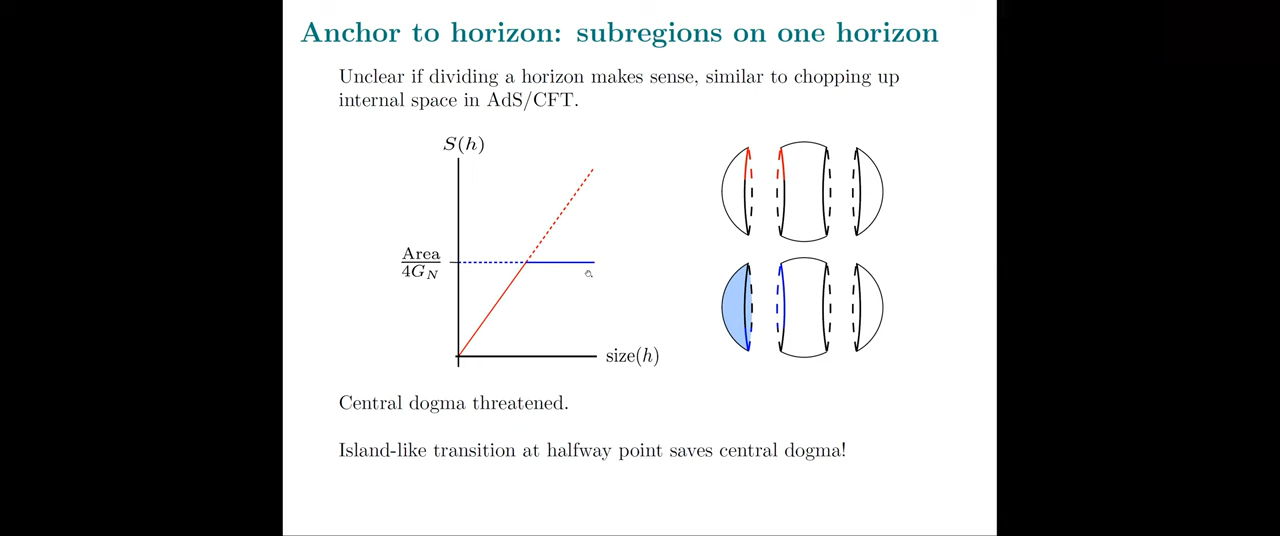 Anchor to horizon: subregions on one horizon
Unclear if dividing a horizon makes sense, similar to chopping up
internal space in AdS/CFT.
S(h)
Area
4G_N
size(h)
Central dogma threatened.
Island-like transition at halfway point saves central dogma!